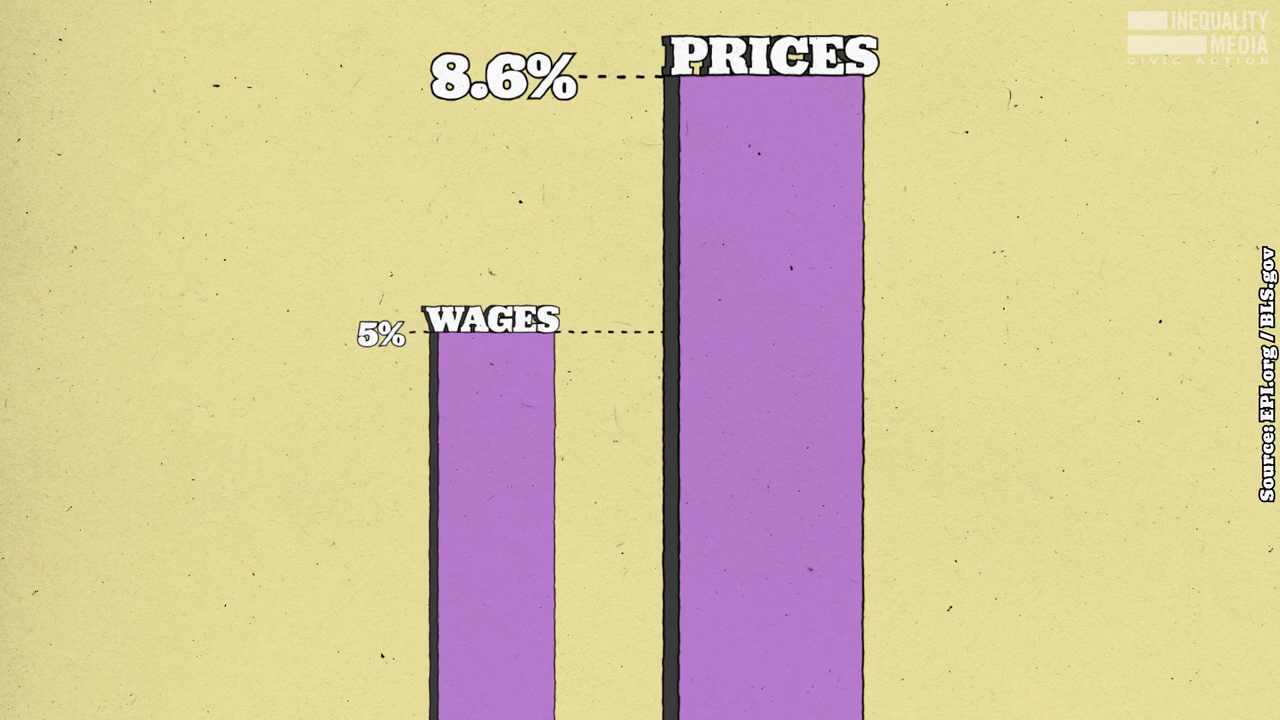 INEQUALITY
MEDIA
CIVIC ACTION
8.6%
PRICES
5%
WAGES
Source: EPI.org / BLS.gov